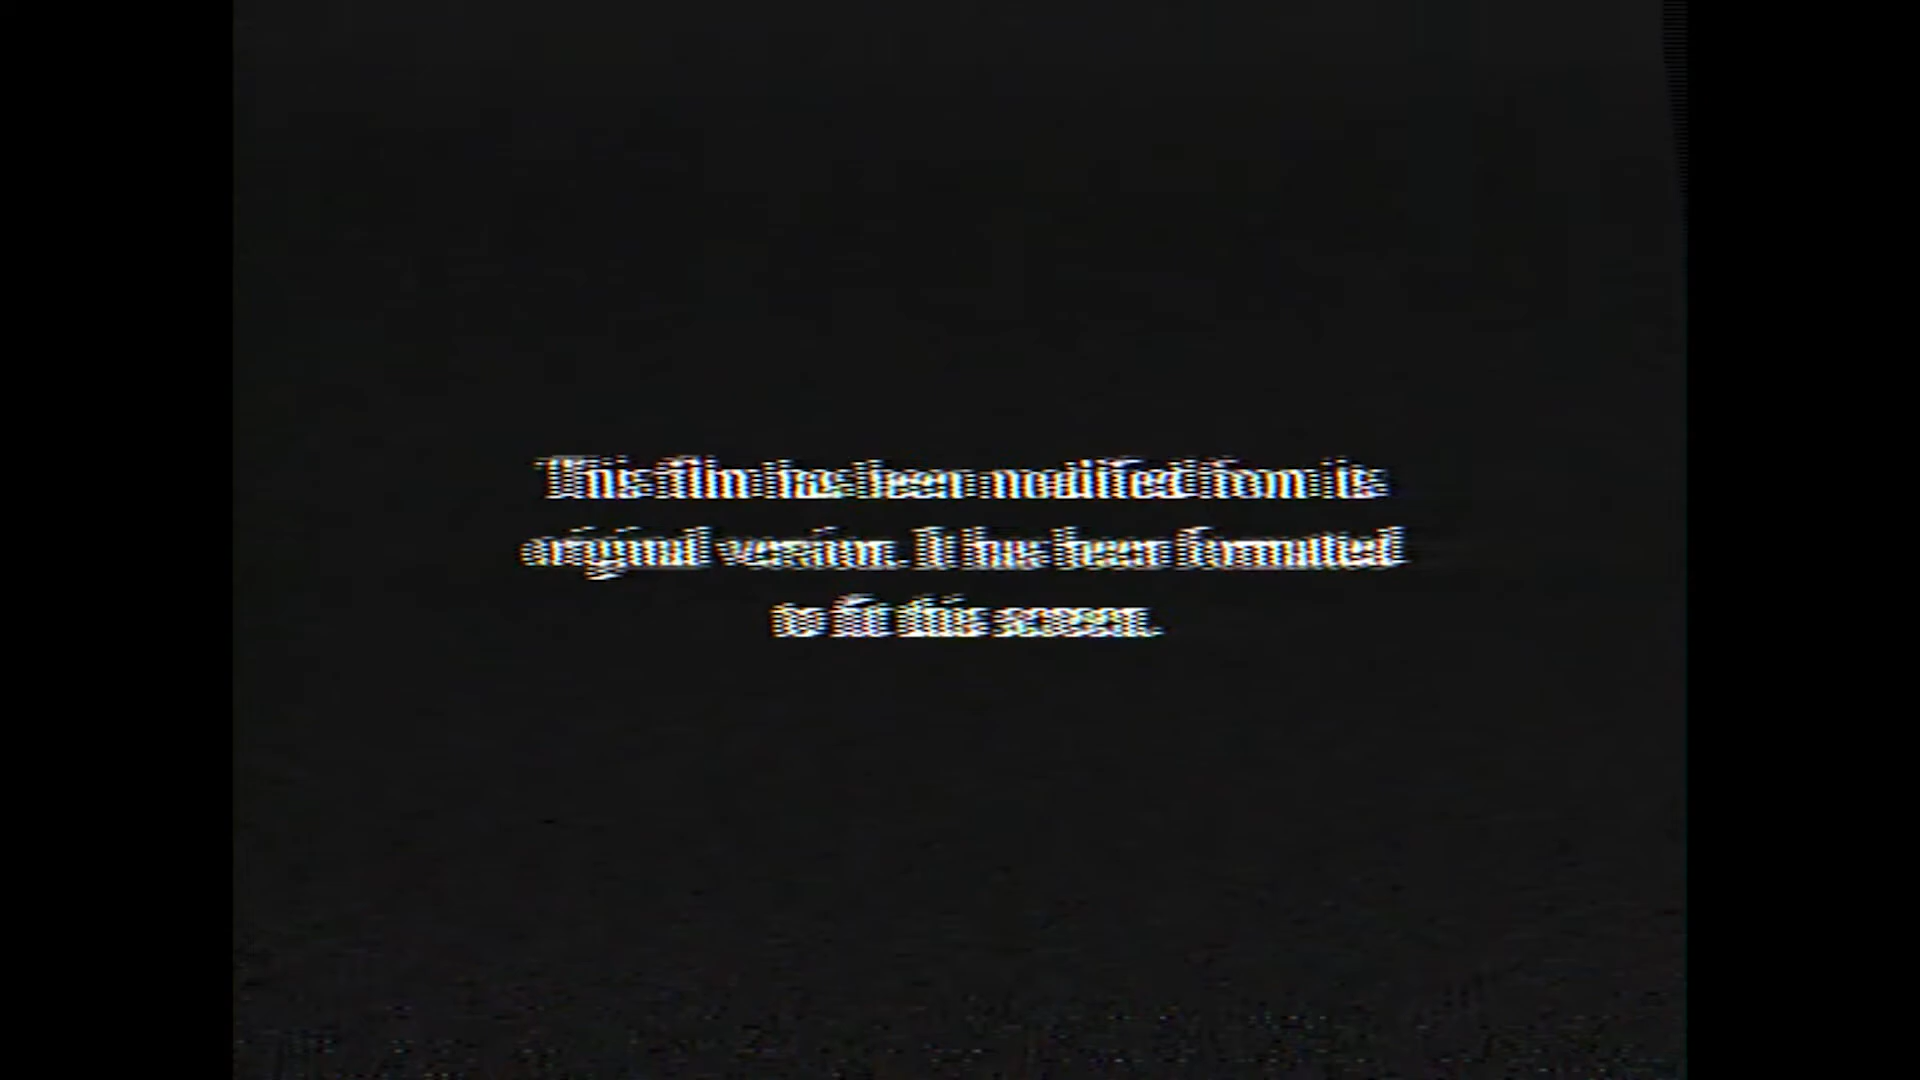 This film has been modified from its
original version. It has been formatted
to fit this screen.